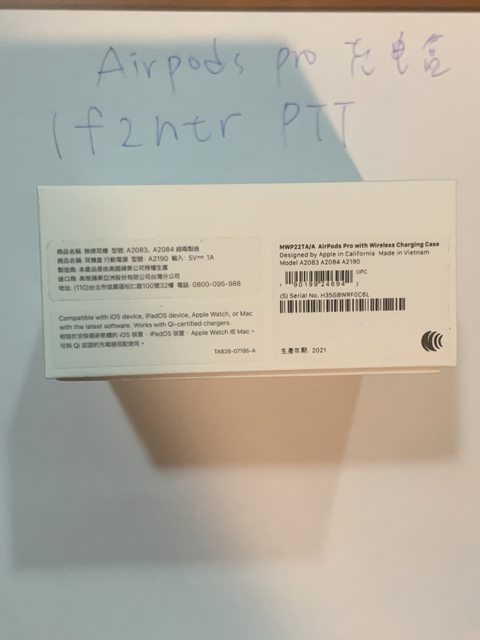 Airpods pro 充電盒
1f2ntr PTT
商品名稱: 無線耳機 型號: A2083, A2084 越南製造
商品名稱: 耳機盒 行動電源 型號: A2190 輸入: 5V⎓ 1A
製造商: 本產品是由美國蘋果公司授權生產
進口商: 美商蘋果亞洲股份有限公司台灣分公司
地址: (110)台北市信義區松仁路100號32樓 電話: 0800-095-988
Compatible with iOS device, iPadOS device, Apple Watch, or Mac
with the latest software. Works with Qi-certified chargers.
相容於安裝最新軟體的 iOS 裝置、iPadOS 裝置、Apple Watch 或 Mac。
可與 Qi 認證的充電器搭配使用。
TA826-07195-A
MWP22TA/A AirPods Pro with Wireless Charging Case
Designed by Apple in California Made in Vietnam
Model A2083 A2084 A2190
UPC
1 90199 24694 2
(S) Serial No. H3SG8WRF0C6L
生產年期: 2021